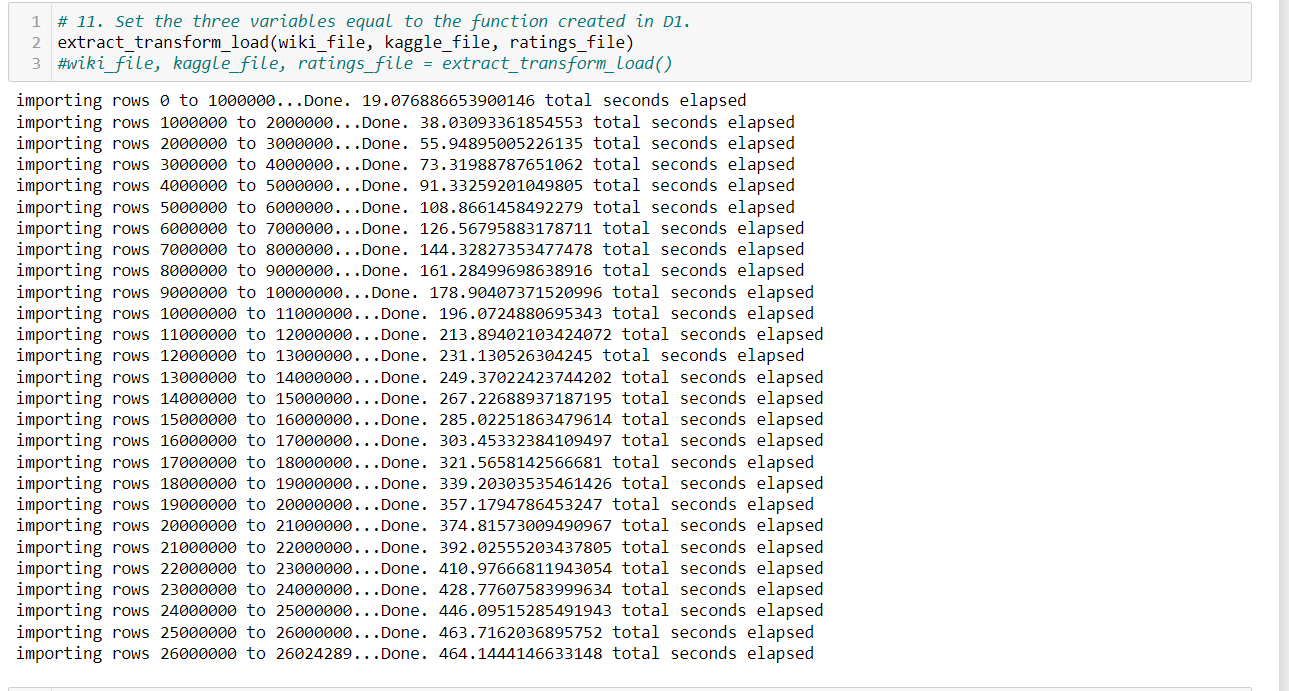 1 # 11. Set the three variables equal to the function created in D1.
2 extract_transform_load(wiki_file, kaggle_file, ratings_file)
3 #wiki_file, kaggle_file, ratings_file = extract_transform_load()
importing rows 0 to 1000000...Done. 19.076886653900146 total seconds elapsed
importing rows 1000000 to 2000000...Done. 38.03093361854553 total seconds elapsed
importing rows 2000000 to 3000000...Done. 55.94895005226135 total seconds elapsed
importing rows 3000000 to 4000000...Done. 73.31988787651062 total seconds elapsed
importing rows 4000000 to 5000000...Done. 91.33259201049805 total seconds elapsed
importing rows 5000000 to 6000000...Done. 108.8661458492279 total seconds elapsed
importing rows 6000000 to 7000000...Done. 126.56795883178711 total seconds elapsed
importing rows 7000000 to 8000000...Done. 144.32827353477478 total seconds elapsed
importing rows 8000000 to 9000000...Done. 161.28499698638916 total seconds elapsed
importing rows 9000000 to 10000000...Done. 178.90407371520996 total seconds elapsed
importing rows 10000000 to 11000000...Done. 196.0724880695343 total seconds elapsed
importing rows 11000000 to 12000000...Done. 213.89402103424072 total seconds elapsed
importing rows 12000000 to 13000000...Done. 231.130526304245 total seconds elapsed
importing rows 13000000 to 14000000...Done. 249.37022423744202 total seconds elapsed
importing rows 14000000 to 15000000...Done. 267.22688937187195 total seconds elapsed
importing rows 15000000 to 16000000...Done. 285.02251863479614 total seconds elapsed
importing rows 16000000 to 17000000...Done. 303.45332384109497 total seconds elapsed
importing rows 17000000 to 18000000...Done. 321.5658142566681 total seconds elapsed
importing rows 18000000 to 19000000...Done. 339.20303535461426 total seconds elapsed
importing rows 19000000 to 20000000...Done. 357.1794786453247 total seconds elapsed
importing rows 20000000 to 21000000...Done. 374.81573009490967 total seconds elapsed
importing rows 21000000 to 22000000...Done. 392.02555203437805 total seconds elapsed
importing rows 22000000 to 23000000...Done. 410.97666811943054 total seconds elapsed
importing rows 23000000 to 24000000...Done. 428.77607583999634 total seconds elapsed
importing rows 24000000 to 25000000...Done. 446.09515285491943 total seconds elapsed
importing rows 25000000 to 26000000...Done. 463.7162036895752 total seconds elapsed
importing rows 26000000 to 26024289...Done. 464.1444146633148 total seconds elapsed